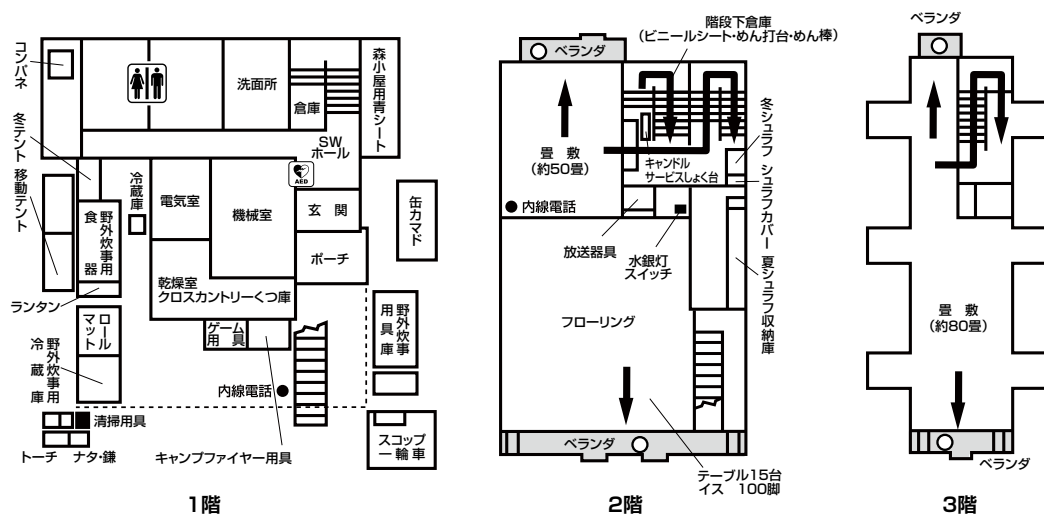 コンパネ
洗面所
倉庫
森小屋用青シート
SW
ホール
AED
冬テント
移動テント
冷蔵庫
電気室
機械室
玄関
ポーチ
缶カマド
野外炊事用
食器
ランタン
乾燥室
クロスカントリーくつ庫
ゲーム
用具
ロール
マット
野外炊事用
冷蔵庫
野外炊事
用具庫
内線電話
清掃用具
トーチ
ナタ・鎌
キャンプファイヤー用具
スコップ
一輪車
1階
階段下倉庫
(ビニールシート・めん打台・めん棒)
ベランダ
畳敷
(約50畳)
キャンドル
サービスしょく台
冬シュラフ
シュラフカバー
夏シュラフ収納庫
内線電話
放送器具
水銀灯
スイッチ
フローリング
ベランダ
テーブル15台
イス 100脚
2階
ベランダ
畳敷
(約80畳)
ベランダ
3階